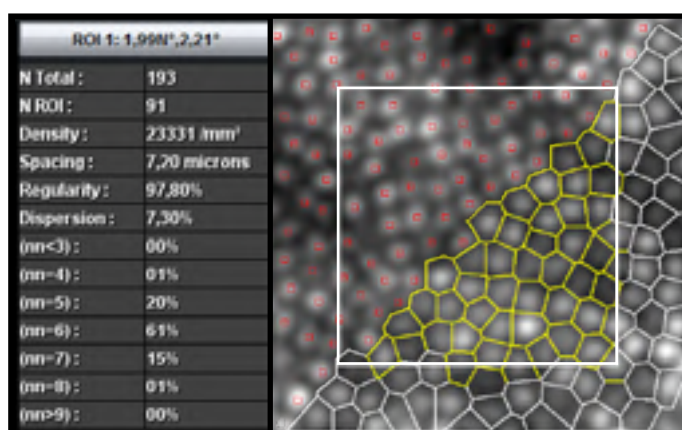 ROI 1: 1,99N°,2,21°
N Total : 193
N ROI : 91
Density : 23331 /mm²
Spacing : 7,20 microns
Regularity : 97,80%
Dispersion : 7,30%
(nn<3) : 00%
(nn=4) : 01%
(nn=5) : 20%
(nn=6) : 61%
(nn=7) : 15%
(nn=8) : 01%
(nn>9) : 00%